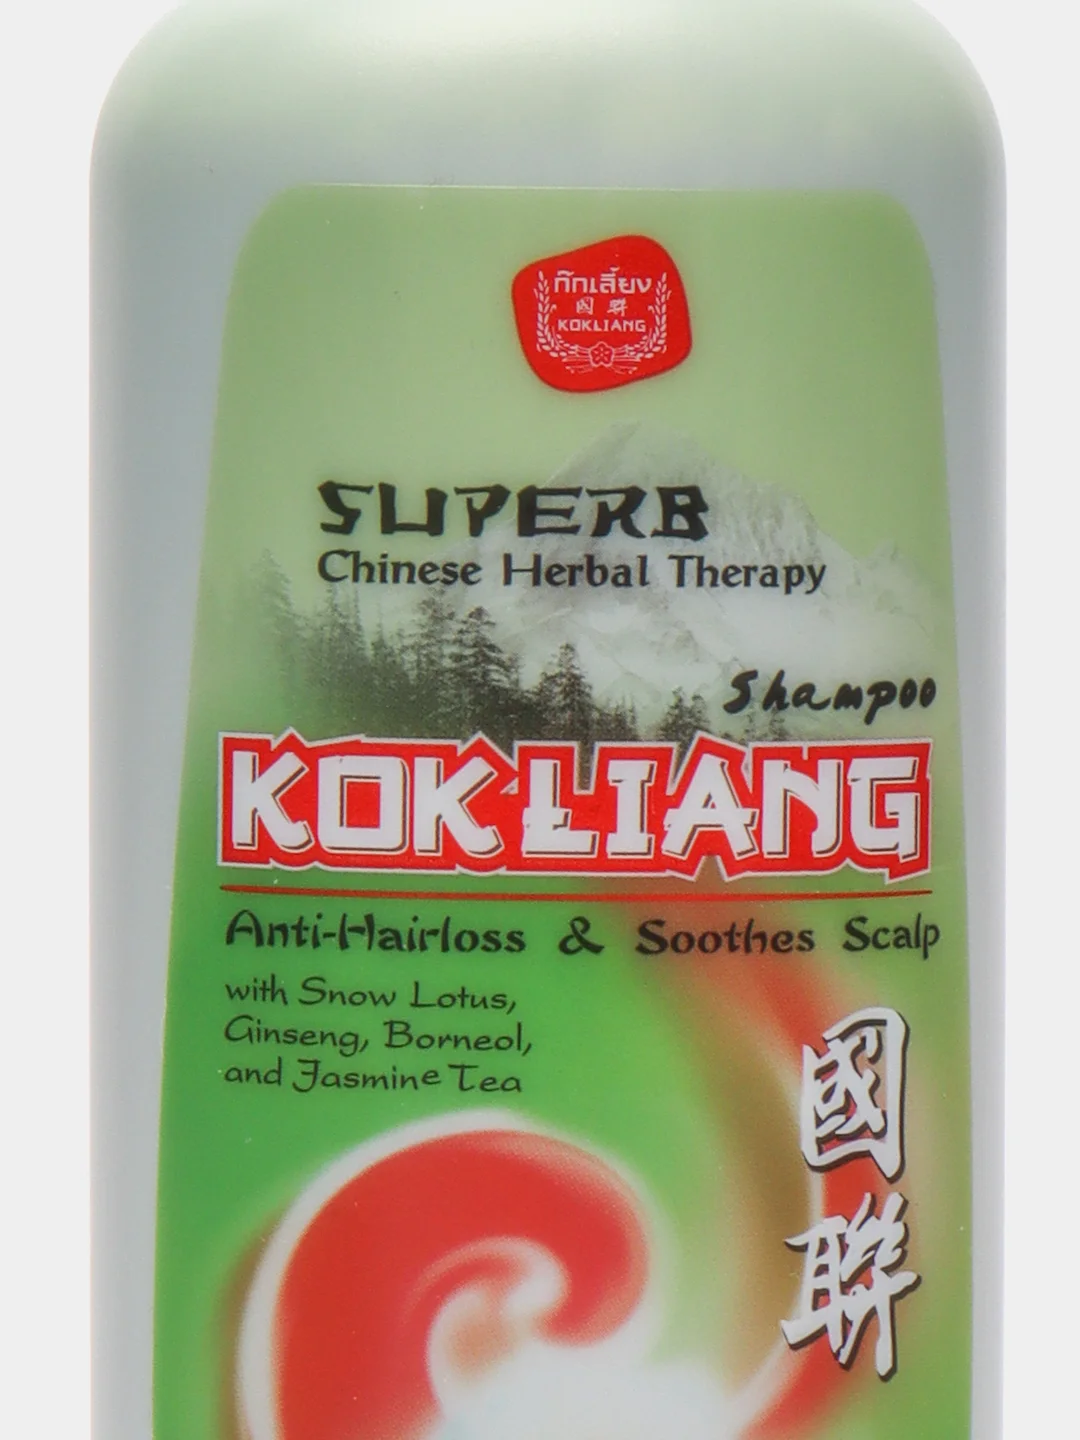 ก๊กเลี้ยง
國聯
KOKLIANG
SUPERB
Chinese Herbal Therapy
Shampoo
KOKLIANG
Anti-Hairloss & Soothes Scalp
with Snow Lotus,
Ginseng, Borneol,
and Jasmine Tea
國
聯